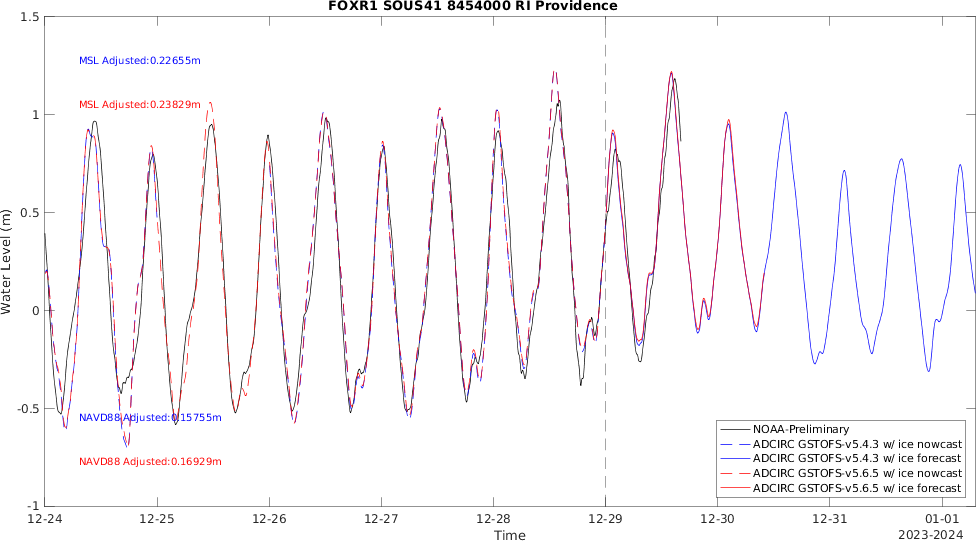 FOXR1 SOUS41 8454000 RI Providence
1.5
MSL Adjusted:0.22655m
MSL Adjusted:0.23829m
1
0.5
0
-0.5
-1
Water Level (m)
NAVD88 Adjusted:0.15755m
NAVD88 Adjusted:0.16929m
NOAA-Preliminary
ADCIRC GSTOFS-v5.4.3 w/ ice nowcast
ADCIRC GSTOFS-v5.4.3 w/ ice forecast
ADCIRC GSTOFS-v5.6.5 w/ ice nowcast
ADCIRC GSTOFS-v5.6.5 w/ ice forecast
12-24 12-25 12-26 12-27 12-28 12-29 12-30 12-31 01-01
Time
2023-2024